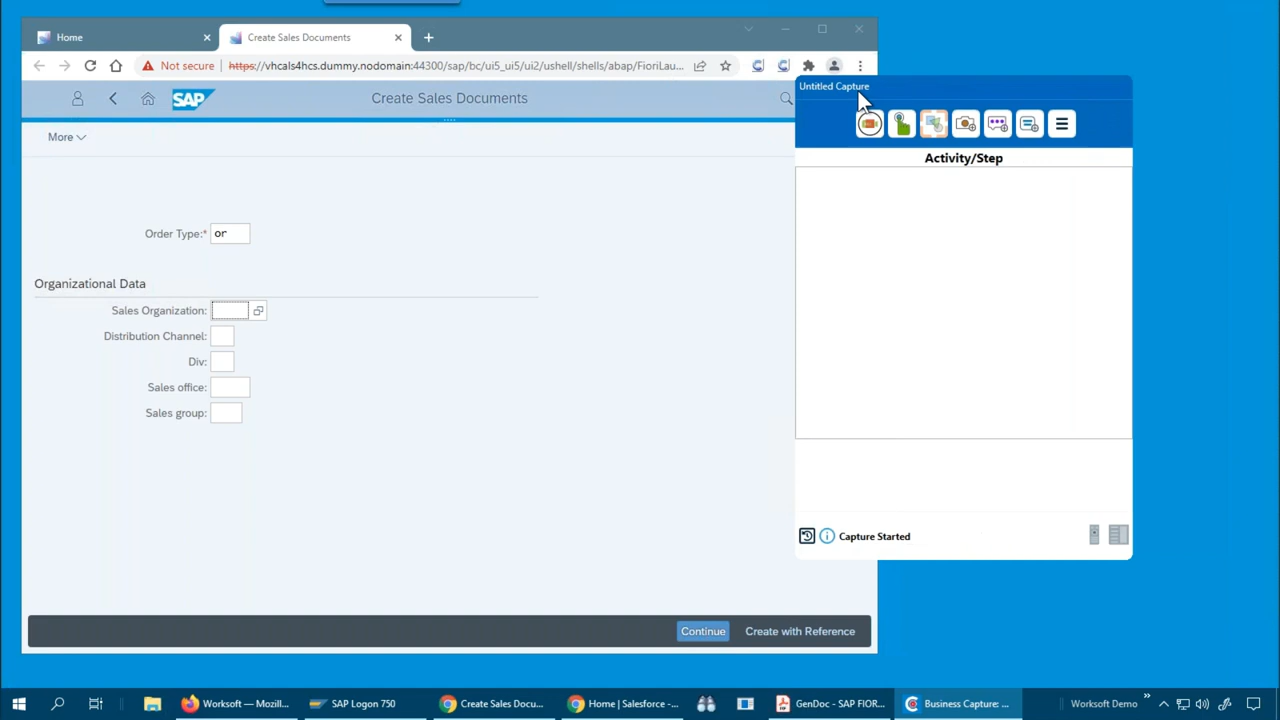 Home
Create Sales Documents
Not secure
https://vhcals4hcs.dummy.nodomain:44300/sap/bc/ui5_ui5/ui2/ushell/shells/abap/FioriLau...
SAP
Create Sales Documents
More
Order Type:* or
Organizational Data
Sales Organization:
Distribution Channel:
Div:
Sales office:
Sales group:
Continue
Create with Reference
Untitled Capture
Activity/Step
Capture Started
Worksoft — Mozill...
SAP Logon 750
Create Sales Docu...
Home | Salesforce -...
GenDoc - SAP FIOR...
Business Capture: ...
Worksoft Demo